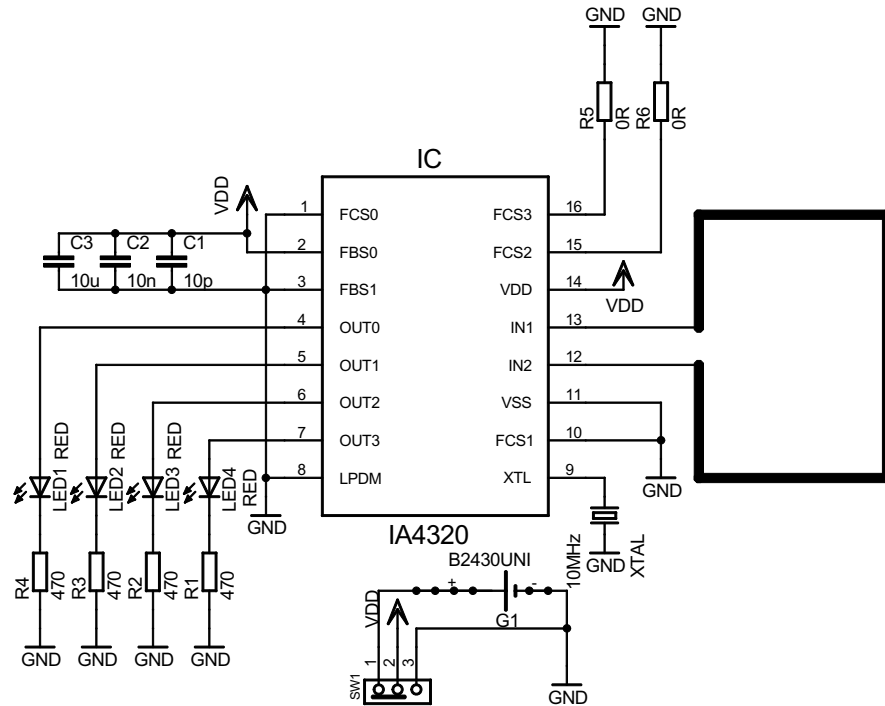 GND GND
R5 0R R6 0R
IC
VDD
1 FCS0 FCS3 16
2 FBS0 FCS2 15
3 FBS1 VDD 14
VDD
4 OUT0 IN1 13
5 OUT1 IN2 12
6 OUT2 VSS 11
7 OUT3 FCS1 10
8 LPDM XTL 9
C3 C2 C1
10u 10n 10p
LED1 RED LED2 RED LED3 RED LED4 RED
GND
GND
IA4320
R4 470 R3 470 R2 470 R1 470
GND GND GND GND
B2430UNI
+ -
G1
VDD
10MHz
GND
XTAL
1 2 3
SW1
GND